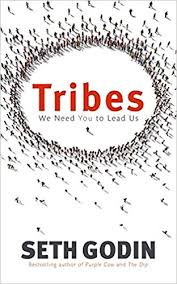 Tribes
We Need You to Lead Us
SETH GODIN
Bestselling author of Purple Cow and The Dip